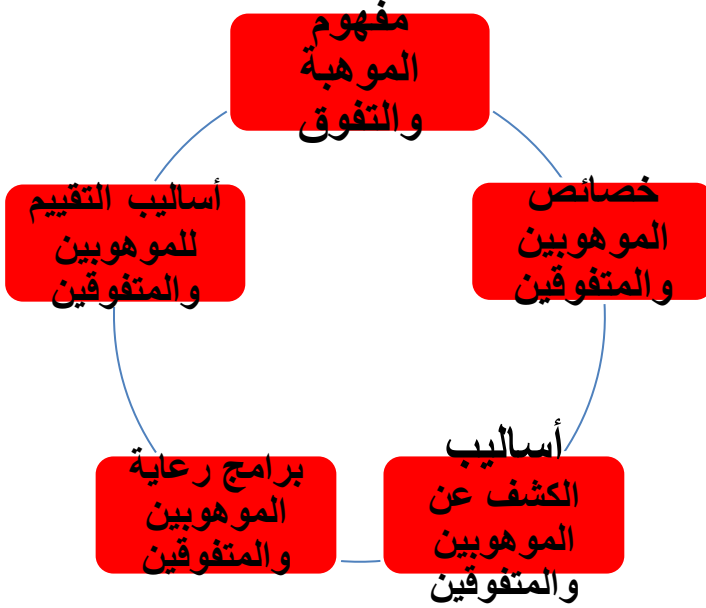 مفهوم
الموهبة
والتفوق
خصائص
الموهوبين
والمتفوقين
أساليب
الكشف عن
الموهوبين
والمتفوقين
برامج رعاية
الموهوبين
والمتفوقين
أساليب التقييم
للموهوبين
والمتفوقين